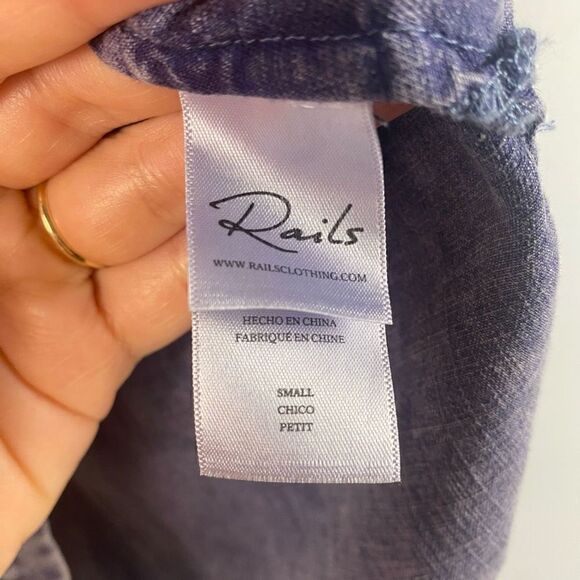 Rails
WWW.RAILSCLOTHING.COM
HECHO EN CHINA
FABRIQUÉ EN CHINE
SMALL
CHICO
PETIT